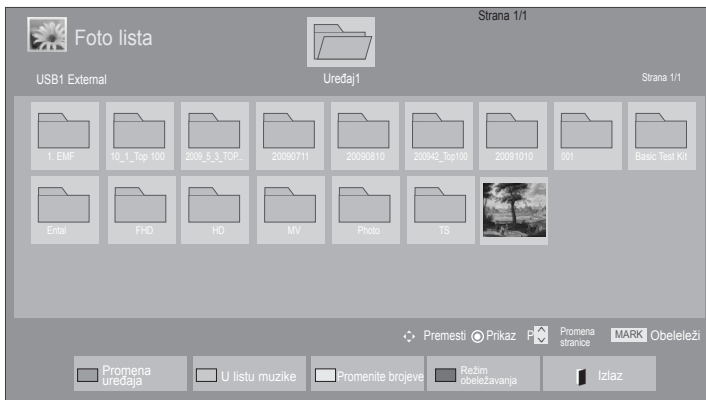 Strana 1/1
Foto lista
USB1 External
Uređaj1
Strana 1/1
1. EMF
10_1_Top 100
2009_5_3_TOP...
20090711
20090810
200942_Top100
20091010
001
Basic Test Kit
Ental
FHD
HD
MV
Photo
TS
Premesti
Prikaz
P
Promena
stranice
MARK
Obeleleži
Promena
uređaja
U listu muzike
Promenite brojeve
Režim
obeležavanja
Izlaz